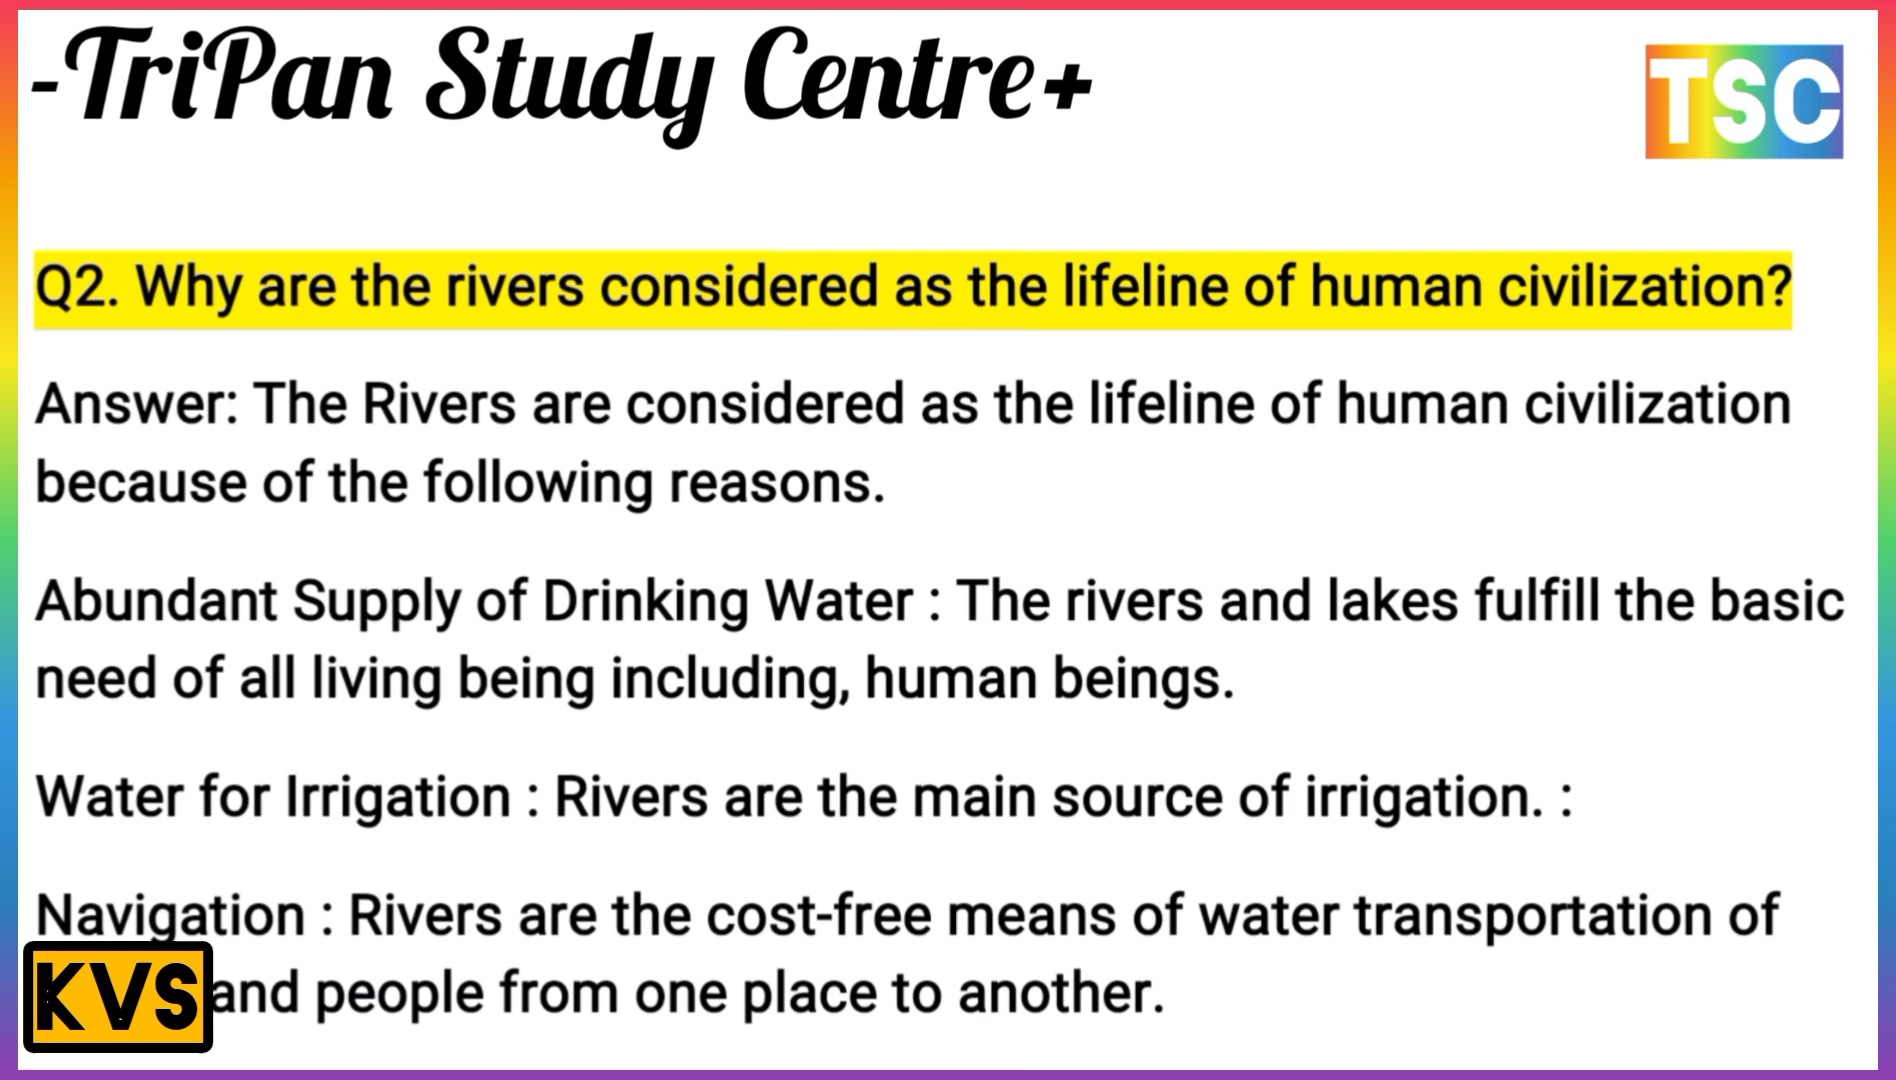 -TriPan Study Centre+
TSC
Q2. Why are the rivers considered as the lifeline of human civilization?
Answer: The Rivers are considered as the lifeline of human civilization
because of the following reasons.
Abundant Supply of Drinking Water : The rivers and lakes fulfill the basic
need of all living being including, human beings.
Water for Irrigation : Rivers are the main source of irrigation. :
Navigation : Rivers are the cost-free means of water transportation of
and people from one place to another.
KVS